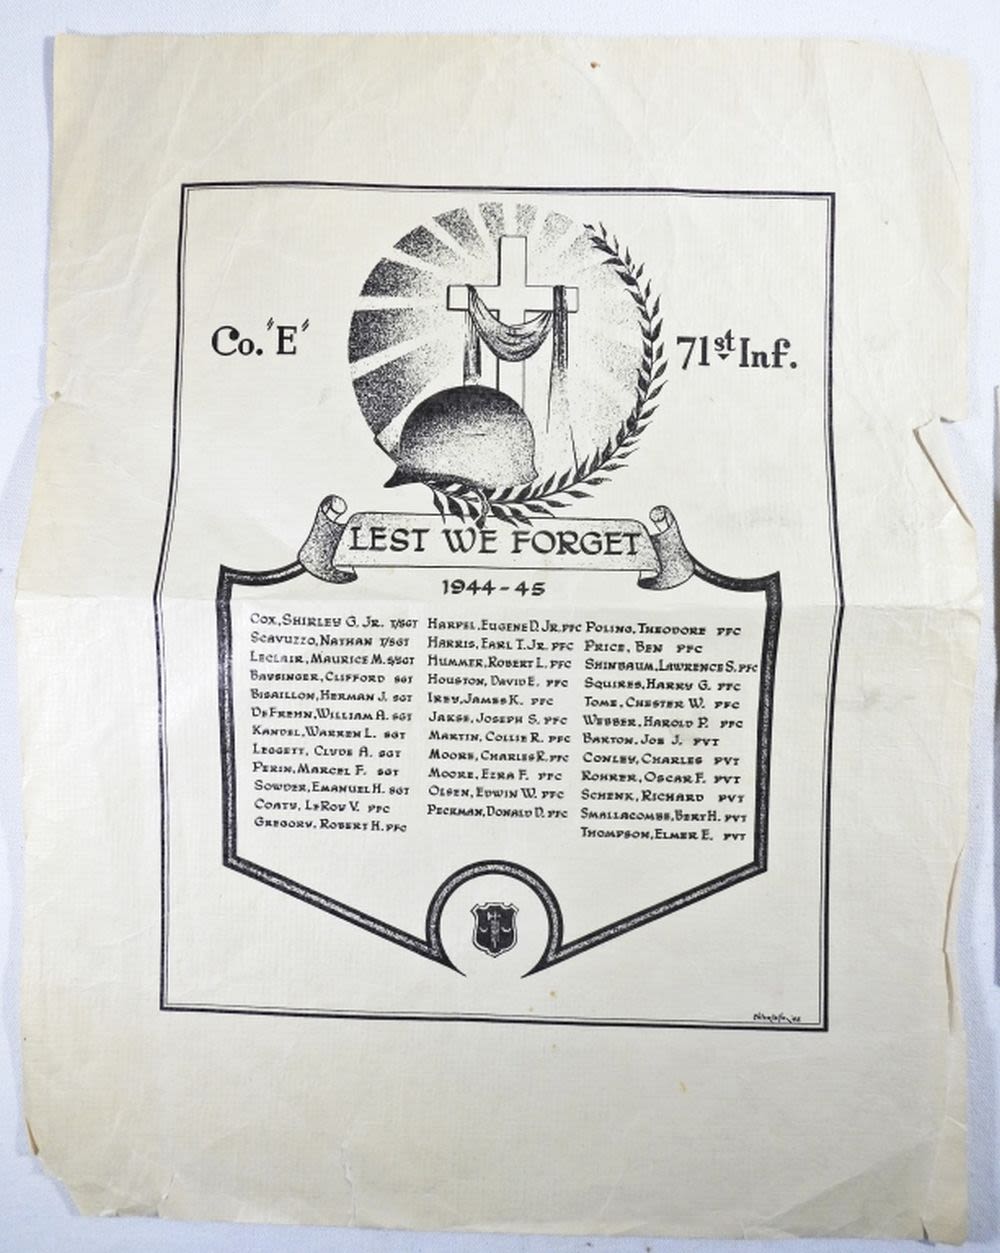 Co. "E"
71st Inf.
LEST WE FORGET
1944-45
COX, SHIRLEY G. JR. T/SGT
SCAVUZZO, NATHAN T/SGT
LECLAIR, MAURICE M. S/SGT
BAYSINGER, CLIFFORD SGT
BISAILLON, HERMAN J. SGT
DEFREHN, WILLIAM A. SGT
KANDEL, WARREN L. SGT
LEGGETT, CLYDE A. SGT
PERIN, MARCEL F. SGT
SOWDER, EMANUEL H. SGT
COATY, LEROY V. PFC
GREGORY, ROBERT H. PFC
HARPEL, EUGENE D. JR. PFC
HARRIS, EARL T. JR. PFC
HUMMER, ROBERT L. PFC
HOUSTON, DAVID E. PFC
IREY, JAMES K. PFC
JAKSE, JOSEPH S. PFC
MARTIN, COLLIE R. PFC
MOORE, CHARLES R. PFC
MOORE, EZRA F. PFC
OLSEN, EDWIN W. PFC
PECKMAN, DONALD D. PFC
POLING, THEODORE PFC
PRICE, BEN PFC
SHINBAUM, LAWRENCE S. PFC
SQUIRES, HARRY G. PFC
TOME, CHESTER W. PFC
WEBBER, HAROLD P. PFC
BARTON, JOE J. PVT
CONLEY, CHARLES PVT
ROHRER, OSCAR F. PVT
SCHENK, RICHARD PVT
SMALLACOMBE, BERT H. PVT
THOMPSON, ELMER E. PVT